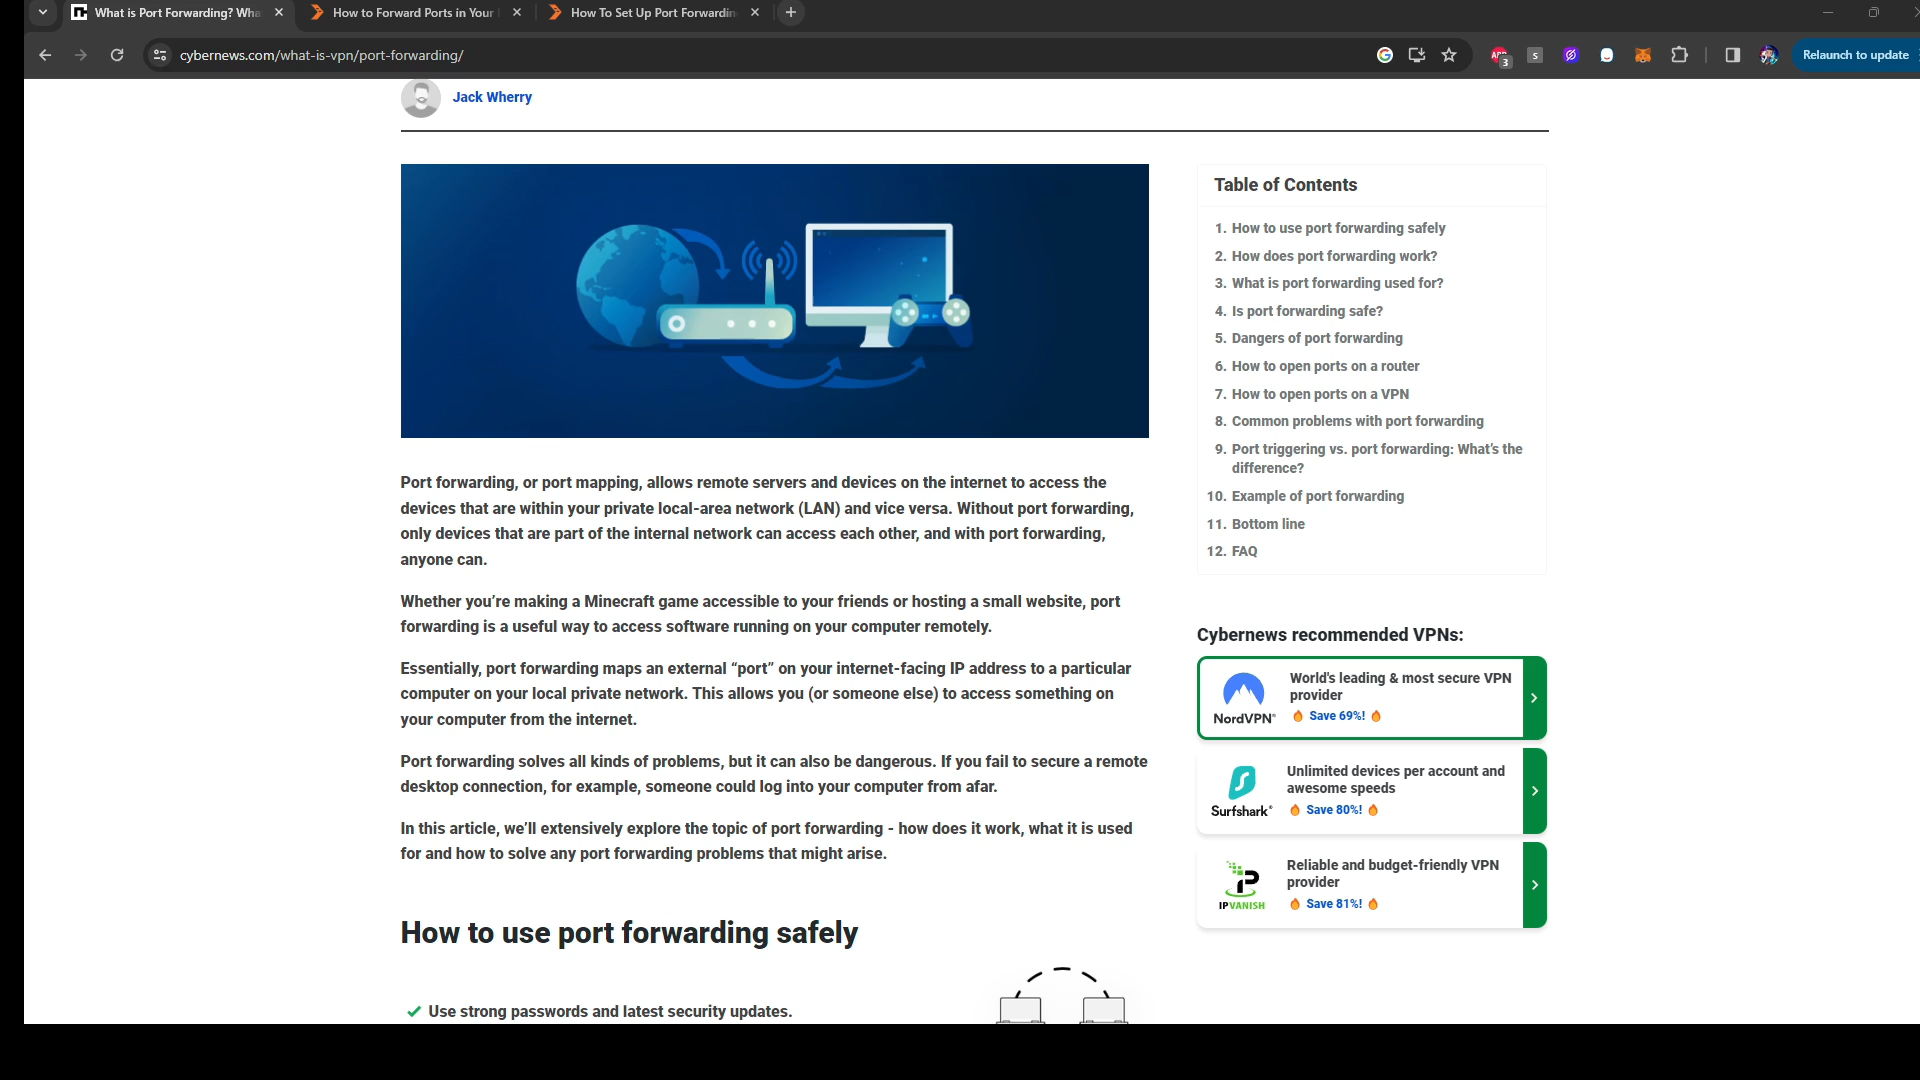 What is Port Forwarding? Wha
How to Forward Ports in Your
How To Set Up Port Forwardin
cybernews.com/what-is-vpn/port-forwarding/
ABP
3
S
Relaunch to update
Jack Wherry
Port forwarding, or port mapping, allows remote servers and devices on the internet to access the
devices that are within your private local-area network (LAN) and vice versa. Without port forwarding,
only devices that are part of the internal network can access each other, and with port forwarding,
anyone can.
Whether you’re making a Minecraft game accessible to your friends or hosting a small website, port
forwarding is a useful way to access software running on your computer remotely.
Essentially, port forwarding maps an external “port” on your internet-facing IP address to a particular
computer on your local private network. This allows you (or someone else) to access something on
your computer from the internet.
Port forwarding solves all kinds of problems, but it can also be dangerous. If you fail to secure a remote
desktop connection, for example, someone could log into your computer from afar.
In this article, we’ll extensively explore the topic of port forwarding - how does it work, what it is used
for and how to solve any port forwarding problems that might arise.
How to use port forwarding safely
Use strong passwords and latest security updates.
Table of Contents
1. How to use port forwarding safely
2. How does port forwarding work?
3. What is port forwarding used for?
4. Is port forwarding safe?
5. Dangers of port forwarding
6. How to open ports on a router
7. How to open ports on a VPN
8. Common problems with port forwarding
9. Port triggering vs. port forwarding: What’s the
difference?
10. Example of port forwarding
11. Bottom line
12. FAQ
Cybernews recommended VPNs:
NordVPN®
World's leading & most secure VPN
provider
🔥 Save 69%! 🔥
Surfshark®
Unlimited devices per account and
awesome speeds
🔥 Save 80%! 🔥
IPVANISH
Reliable and budget-friendly VPN
provider
🔥 Save 81%! 🔥